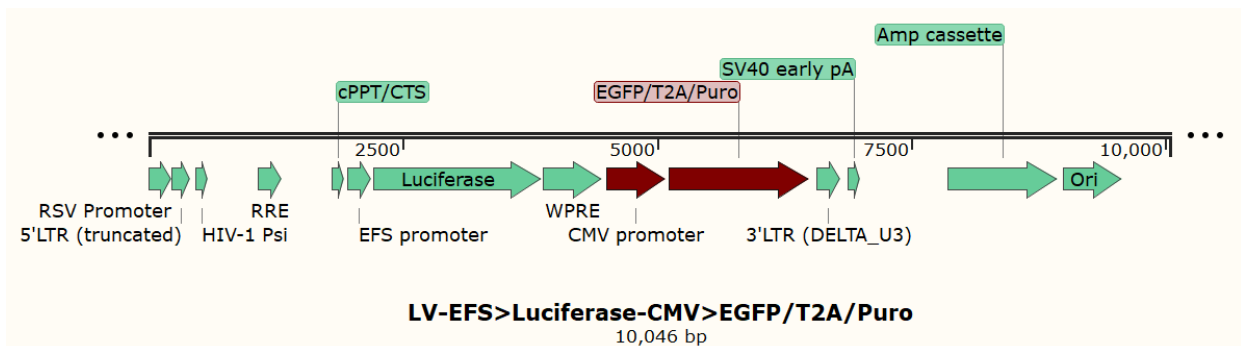 Amp cassette
SV40 early pA
cPPT/CTS
EGFP/T2A/Puro
2500
5000
7500
10,000
Luciferase
Ori
RSV Promoter
RRE
WPRE
5'LTR (truncated)
HIV-1 Psi
EFS promoter
CMV promoter
3'LTR (DELTA_U3)
LV-EFS>Luciferase-CMV>EGFP/T2A/Puro
10,046 bp